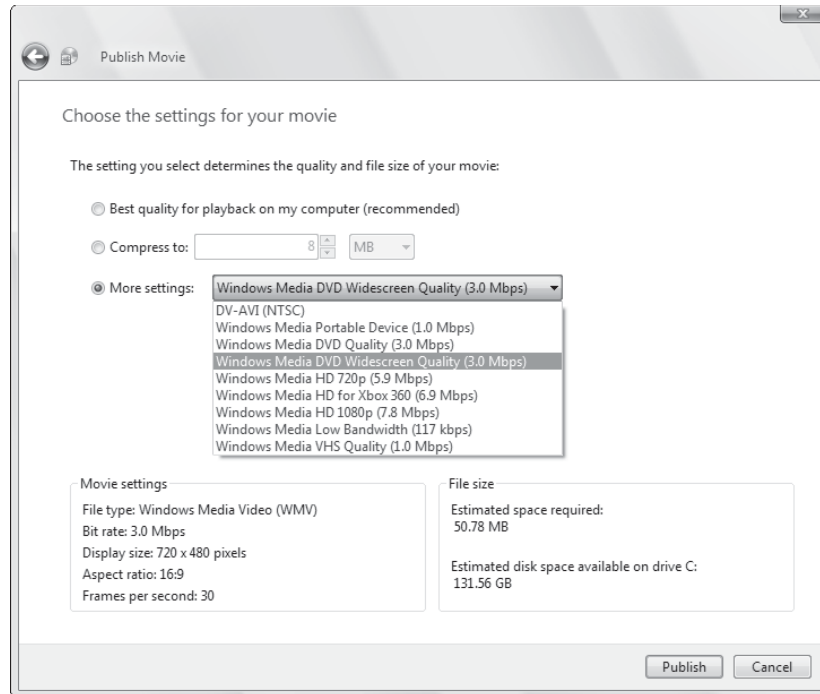 Publish Movie
Choose the settings for your movie
The setting you select determines the quality and file size of your movie:
Best quality for playback on my computer (recommended)
Compress to: 8 MB
More settings: Windows Media DVD Widescreen Quality (3.0 Mbps)
DV-AVI (NTSC)
Windows Media Portable Device (1.0 Mbps)
Windows Media DVD Quality (3.0 Mbps)
Windows Media DVD Widescreen Quality (3.0 Mbps)
Windows Media HD 720p (5.9 Mbps)
Windows Media HD for Xbox 360 (6.9 Mbps)
Windows Media HD 1080p (7.8 Mbps)
Windows Media Low Bandwidth (117 kbps)
Windows Media VHS Quality (1.0 Mbps)
Movie settings
File type: Windows Media Video (WMV)
Bit rate: 3.0 Mbps
Display size: 720 x 480 pixels
Aspect ratio: 16:9
Frames per second: 30
File size
Estimated space required:
50.78 MB
Estimated disk space available on drive C:
131.56 GB
Publish
Cancel